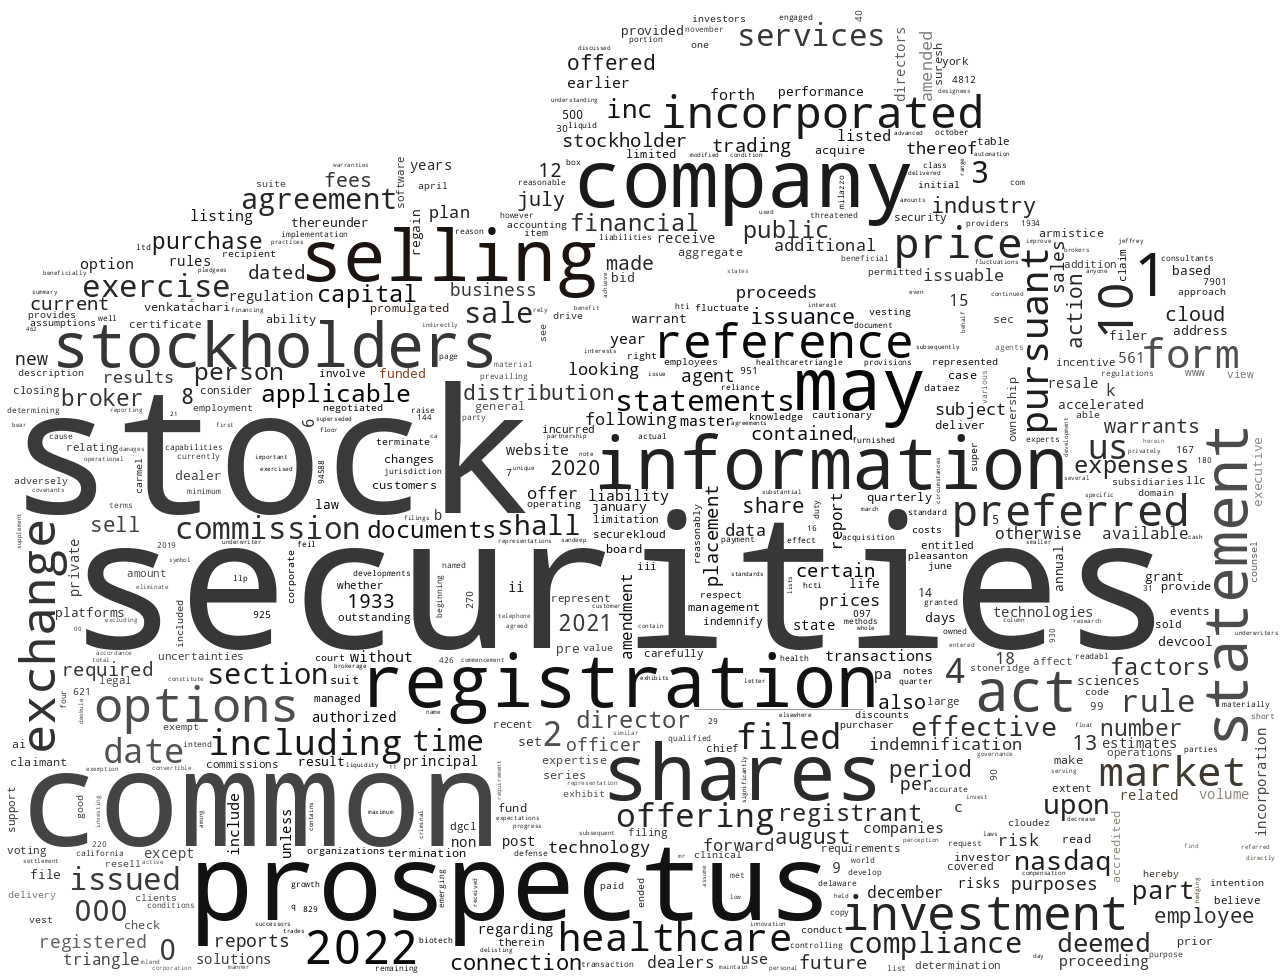 investors engaged 40
provided november services
discussed portion one
offered directors amended suresh york
earlier 4812
understanding forth performance designees
500 inc incorporated
30 liquid advanced october
stockholder trading listed thereof table
box limited modified condition acquire class automation
warranties software years 12 company delivered range 3
suite fees reasonable initial com
agreement april july milazzo amounts industry
listing regain plan however financial used threatened security providers 1934
thereunder accounting public
ltd purchase implementation reason item liabilities receive additional price improve armistice jeffrey
practices selling made aggregate brokers sales
option rules recipient dated bid achieve beneficial fluctuations addition claim 1 consultants
beneficially pledgees states permitted issuable anyone based
exercise regulation capital business proceeds even continued 10 approach 7901
summary financing benefit hti interest 15
current venkatachari promulgated sale rely warrant fluctuate issuance vesting behalf sec pursuant action cloud
provides ability drive document filer address
assumptions well certificate indirectly see year reference
462 stockholders interests right subsequently agents 561 form
new person page material looking employees healthcaretriangle provisions represented incentive
description results involve funded prevailing issue agent 951 may case regulations www view
closing broker consider applicable distribution reliance dataez various resale k
determining reporting 8 employment negotiated raise general statements subject ownership accelerated
21 superseded 144 party following master knowledge cautionary deliver able
bear cause first 6 floor incurred agreements contained warrants
relating damages stock terminate ca partnership actual furnished experts us herein
operational capabilities important changes website note super development privately 167
adversely carmel dealer exercised 94588 jurisdiction 7 unique 2020 information circumstances several expenses 180
covenants minimum customers operating offer liability substantial specific subsidiaries llc statement executive
terms law filings b january share quarterly domain
supplement sell commission documents shall limitation placement data duty report standard preferred
exchange 2019 underwriter representations sandeep securekloud reasonably payment effect 16 march costs 5 otherwise available
private symbol feil board acquisition entitled smaller cash counsel
amount llp corporate developments named ii iii standards certain pleasanton annual
eliminate whether beginning lists hcti life june grant 31 provide
included 1933 270 represent respect management prices 14 granted
platforms 925 outstanding telephone customer amendment indemnify state 097 methods days technologies column research events
00 excluding securities agreed 2021 contain whole owned 930 sold devcool
accordance court without pre value carefully entered underwriters
required uncertainties brokerage 426 commencement health transactions 18 stoneridge affect readabl
total section suit exhibits letter pa notes 4 sciences factors
legal constitute managed registration quarter also large act code 99 rule materially
four 621 deokule options exempt authorized name elsewhere discounts float
recent director 29 purchaser effective number short
ai date intend including time set 2 officer similar qualified chief filed indemnification 13 estimates
claimant exemption commissions result liquidity 11 principal expertise governance operations parties
convertible requirement series representation significantly period 90 make serving market
support good common maximum exhibit shares per accurate extent related volume incorporation
investing among contains criminal fund offering registrant c invest upon
220 include unless expectations progress dgcl subsequent companies cloudez decrease accredited
voting california except organizations non post filing august perception request laws risk read find referred
settlement resell active termination defense technology forward requirements investor directly
file issued growth emerging mr clinical 9 world covered nasdaq hereby
delivery clients prospectus received paid ended assume met develop december risks compensation purposes part hedging intention
000 conditions q 829 low delaware held believe
vest check successors innovation copy investment employee
registered 0 reports trades regarding healthcare conduct deemed prior
triangle mlend solutions 2022 biotech therein delisting controlling compliance proceeding purpose
corporation manner remaining connection transaction dealers maintain use personal future list determination day